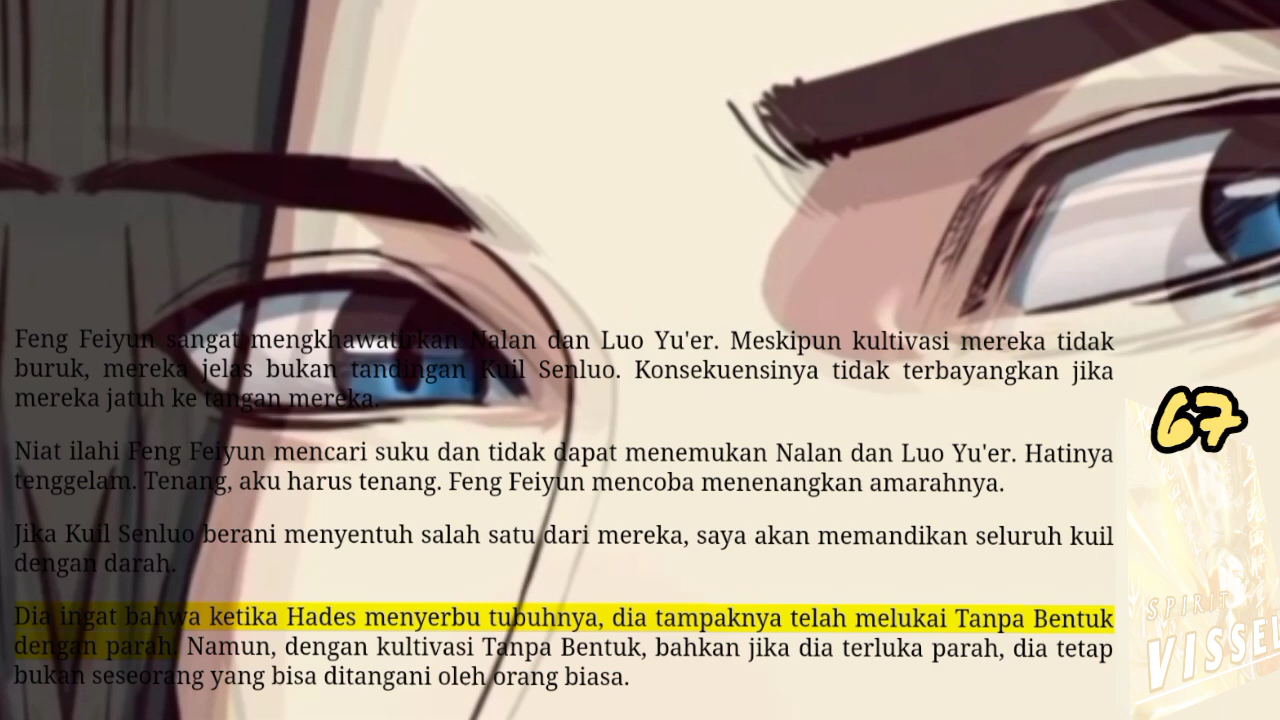 Feng Feiyun sangat mengkhawatirkan Nalan dan Luo Yu'er. Meskipun kultivasi mereka tidak
buruk, mereka jelas bukan tandingan Kuil Senluo. Konsekuensinya tidak terbayangkan jika
mereka jatuh ke tangan mereka.
Niat ilahi Feng Feiyun mencari suku dan tidak dapat menemukan Nalan dan Luo Yu'er. Hatinya
tenggelam. Tenang, aku harus tenang. Feng Feiyun mencoba menenangkan amarahnya.
Jika Kuil Senluo berani menyentuh salah satu dari mereka, saya akan memandikan seluruh kuil
dengan darah.
Dia ingat bahwa ketika Hades menyerbu tubuhnya, dia tampaknya telah melukai Tanpa Bentuk
dengan parah. Namun, dengan kultivasi Tanpa Bentuk, bahkan jika dia terluka parah, dia tetap
bukan seseorang yang bisa ditangani oleh orang biasa.
67
SPIRIT
VISSEL